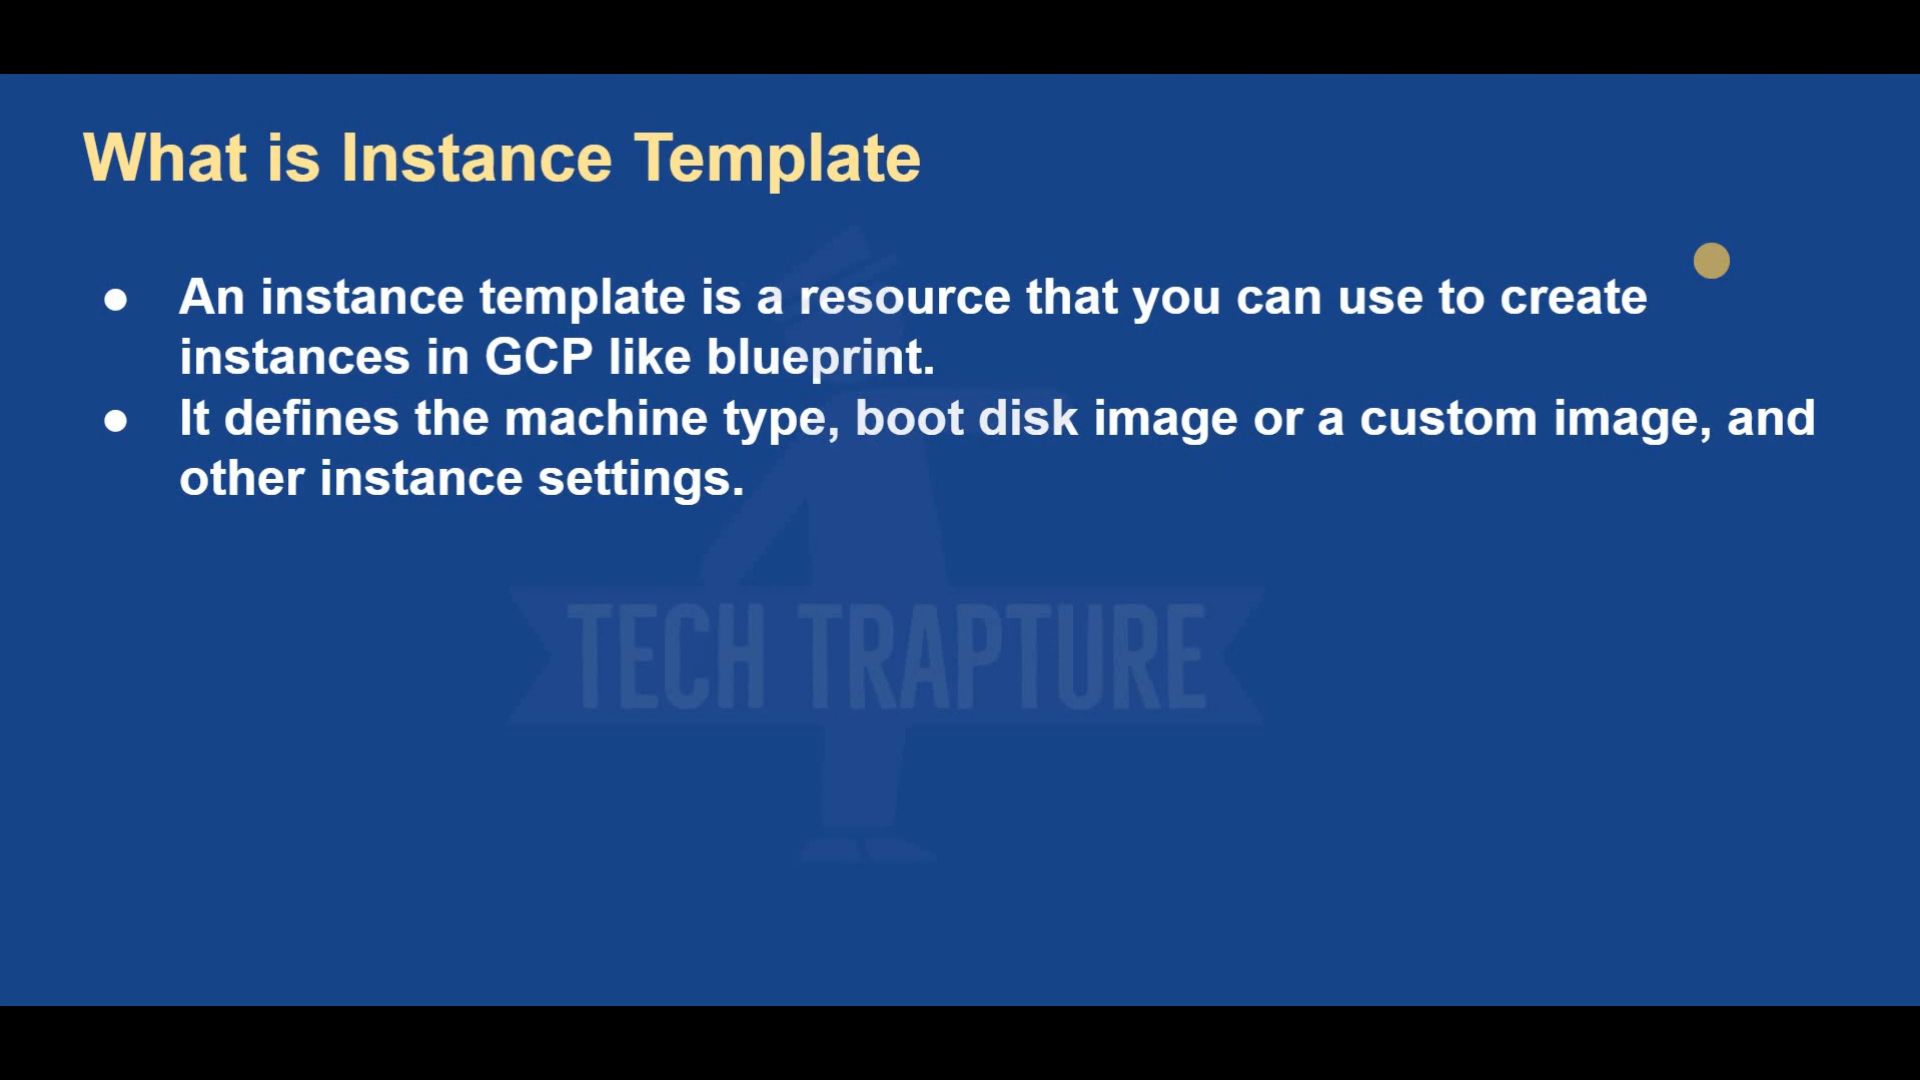 What is Instance Template
● An instance template is a resource that you can use to create
instances in GCP like blueprint.
● It defines the machine type, boot disk image or a custom image, and
other instance settings.
TECH TRAPTURE